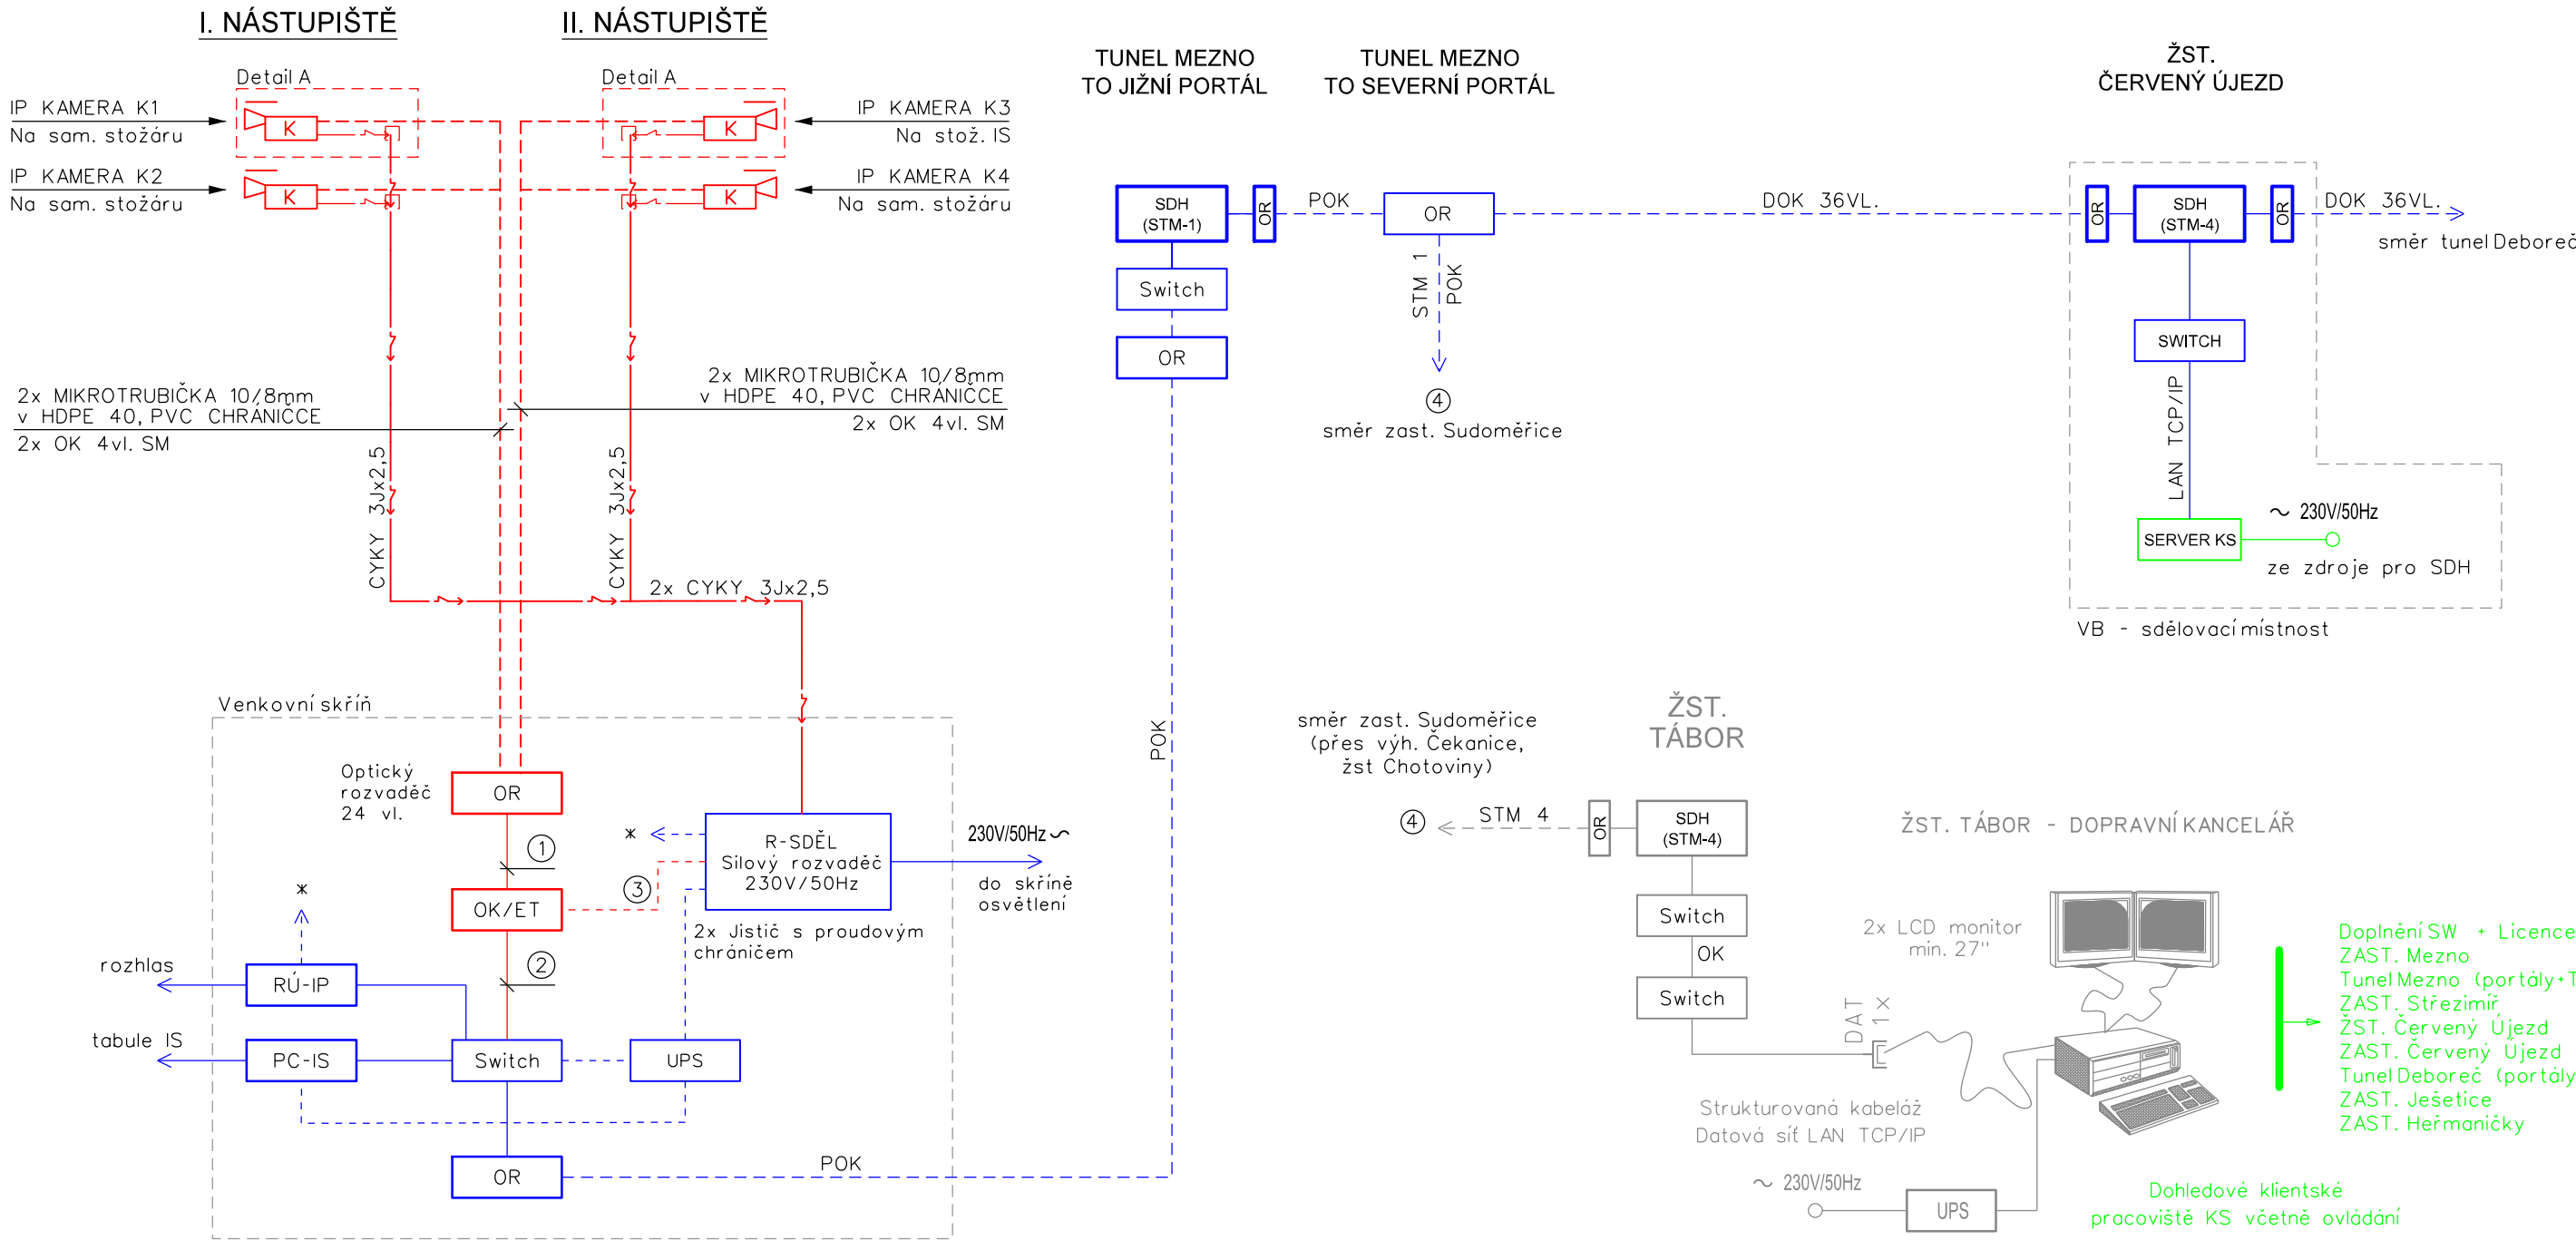 I. NÁSTUPIŠTĚ
II. NÁSTUPIŠTĚ
Detail A
Detail A
IP KAMERA K1
Na sam. stožáru
IP KAMERA K2
Na sam. stožáru
K
K
K
K
IP KAMERA K3
Na stož. IS
IP KAMERA K4
Na sam. stožáru
2x MIKROTRUBIČKA 10/8mm
v HDPE 40, PVC CHRÁNIČCE
2x OK 4vl. SM
2x MIKROTRUBIČKA 10/8mm
v HDPE 40, PVC CHRÁNIČCE
2x OK 4vl. SM
CYKY 3Jx2,5
CYKY 3Jx2,5
2x CYKY 3Jx2,5
Venkovní skříň
Optický
rozvaděč
24 vl.
OR
1
OK/ET
2
3
*
*
R-SDĚL
Silový rozvaděč
230V/50Hz
230V/50Hz ~
do skříně
osvětlení
2x Jistič s proudovým
chráničem
rozhlas
RÚ-IP
tabule IS
PC-IS
Switch
UPS
OR
POK
POK
TUNEL MEZNO
TO JIŽNÍ PORTÁL
TUNEL MEZNO
TO SEVERNÍ PORTÁL
ŽST.
ČERVENÝ ÚJEZD
SDH
(STM-1)
OR
POK
OR
DOK 36VL.
OR
SDH
(STM-4)
OR
DOK 36VL.
směr tunel Deboreč
Switch
OR
STM 1
POK
4
směr zast. Sudoměřice
SWITCH
LAN TCP/IP
SERVER KS
~ 230V/50Hz
ze zdroje pro SDH
VB - sdělovací místnost
směr zast. Sudoměřice
(přes výh. Čekanice,
žst Chotoviny)
ŽST.
TÁBOR
4
STM 4
OR
SDH
(STM-4)
Switch
OK
Switch
DAT
1x
ŽST. TÁBOR - DOPRAVNÍ KANCELÁŘ
2x LCD monitor
min. 27"
Strukturovaná kabeláž
Datová síť LAN TCP/IP
~ 230V/50Hz
UPS
Doplnění SW + Licence
ZAST. Mezno
Tunel Mezno (portály+T
ZAST. Střezimíř
ŽST. Červený Újezd
ZAST. Červený Újezd
Tunel Deboreč (portály
ZAST. Ješetice
ZAST. Heřmaničky
Dohledové klientské
pracoviště KS včetně ovládání